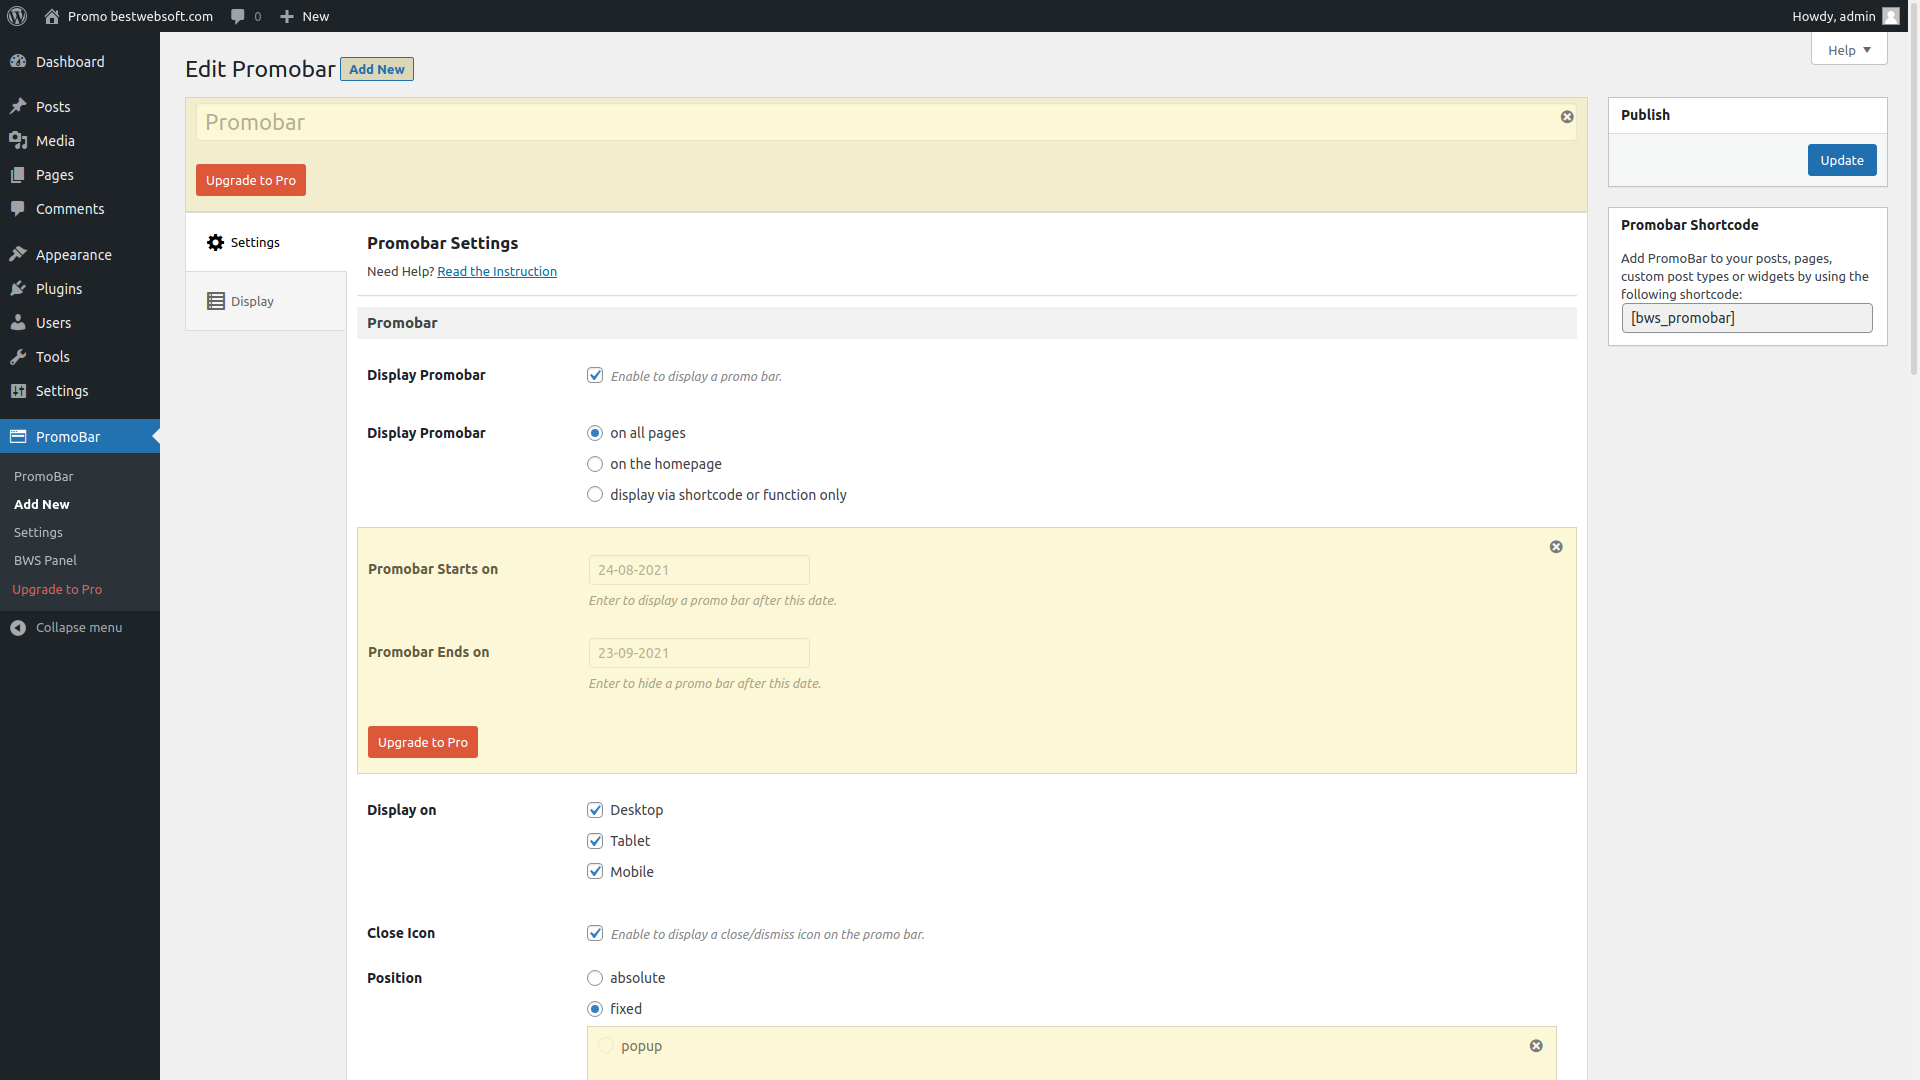 Promo bestwebsoft.com
0
New
Howdy, admin
Dashboard
Posts
Media
Pages
Comments
Appearance
Plugins
Users
Tools
Settings
PromoBar
PromoBar
Add New
Settings
BWS Panel
Upgrade to Pro
Collapse menu
Help
Edit Promobar
Add New
Promobar
Upgrade to Pro
Settings
Display
Promobar Settings
Need Help? Read the Instruction
Promobar
Display Promobar
Enable to display a promo bar.
Display Promobar
on all pages
on the homepage
display via shortcode or function only
Promobar Starts on
24-08-2021
Enter to display a promo bar after this date.
Promobar Ends on
23-09-2021
Enter to hide a promo bar after this date.
Upgrade to Pro
Display on
Desktop
Tablet
Mobile
Close Icon
Enable to display a close/dismiss icon on the promo bar.
Position
absolute
fixed
popup
Publish
Update
Promobar Shortcode
Add PromoBar to your posts, pages,
custom post types or widgets by using the
following shortcode:
[bws_promobar]